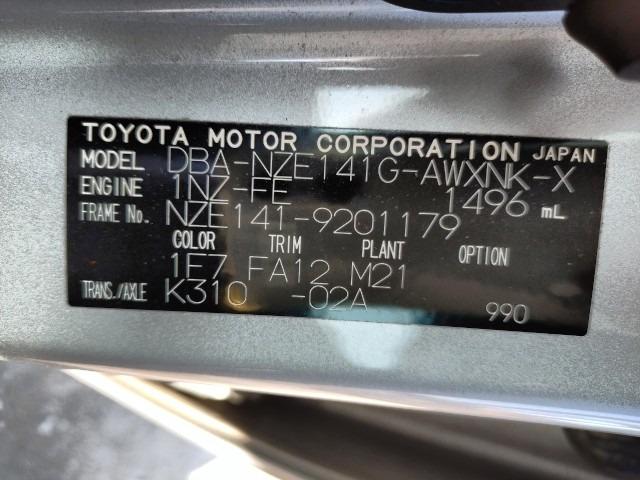 TOYOTA MOTOR CORPORATION JAPAN
MODEL DBA-NZE141G-AWXNK-X
ENGINE 1NZ-FE 1496 mL
FRAME No. NZE141-9201179
COLOR TRIM PLANT OPTION
1F7 FA12 M21
TRANS./AXLE K310 -02A 990